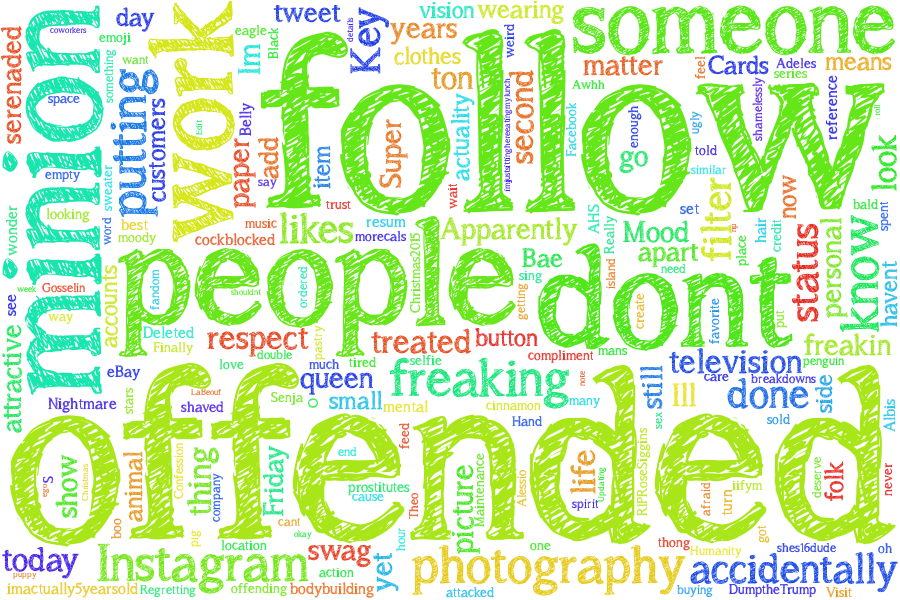 follow
offended
people
dont
minion
work
someone
freaking
Instagram
photography
accidentally
know
putting
likes
Apparently
filter
status
done
television
queen
respect
treated
button
Bae
Mood
apart
personal
freakin
look
havent
now
matter
means
Cards
Adeles
series
feel
Awhh
Facebook
enough
go
told
ugly
similar
shamelessly
reference
second
actuality
ton
clothes
years
vision
wearing
weird
eagle
tweet
Key
details
Black
Im
add
item
Super
paper
Belly
say
customers
day
emoji
want
something
coworkers
serenaded
space
empty
sweater
looking
wonder
word
best
moody
cockblocked
music
trust
resum
morecals
wait
imjustsittinghereeatingmylunch
Edit
AHS
Really
set
place
hair
credit
rip
bald
spent
troll
island
need
sing
getting
create
favorite
put
Christmas2015
ordered
shouldnt
fandom
accounts
Gosselin
week
see
way
Deleted
Finally
attractive
eBay
love
double
pastry
much
tired
selfie
compliment
mans
note
care
breakdowns
penguin
still
side
Ill
sold
Albis
Nightmare
stars
LaBeouf
shaved
Senja
O
small
mental
cinnamon
Hand
many
sex
show
ego
S
Christmas
boo
animal
Confession
pig
thing
company
Friday
cant
end
okay
prostitutes
cause
feed
Theo
hour
picture
Maintenance
Alessio
one
spirit
life
Updating
RIPRoseSiggins
afraid
turn
iifym
got
deserve
folk
never
thong
Humanity
shes16dude
oh
today
puppy
location
swag
action
yet
imactually5yearsold
Regretting
offending
bodybuilding
attacked
buying
DumptheTrump
Visit